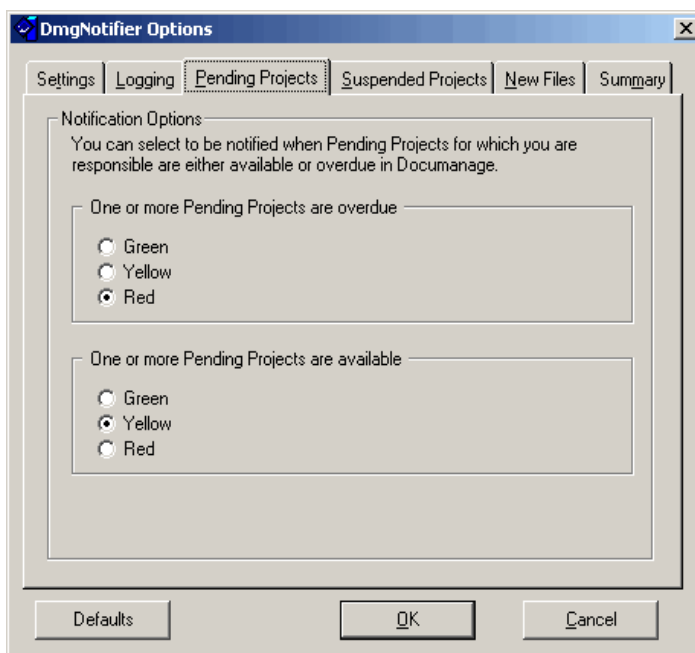 DmgNotifier Options
Settings Logging Pending Projects Suspended Projects New Files Summary
Notification Options
You can select to be notified when Pending Projects for which you are
responsible are either available or overdue in Documanage.
One or more Pending Projects are overdue
Green
Yellow
Red
One or more Pending Projects are available
Green
Yellow
Red
Defaults OK Cancel